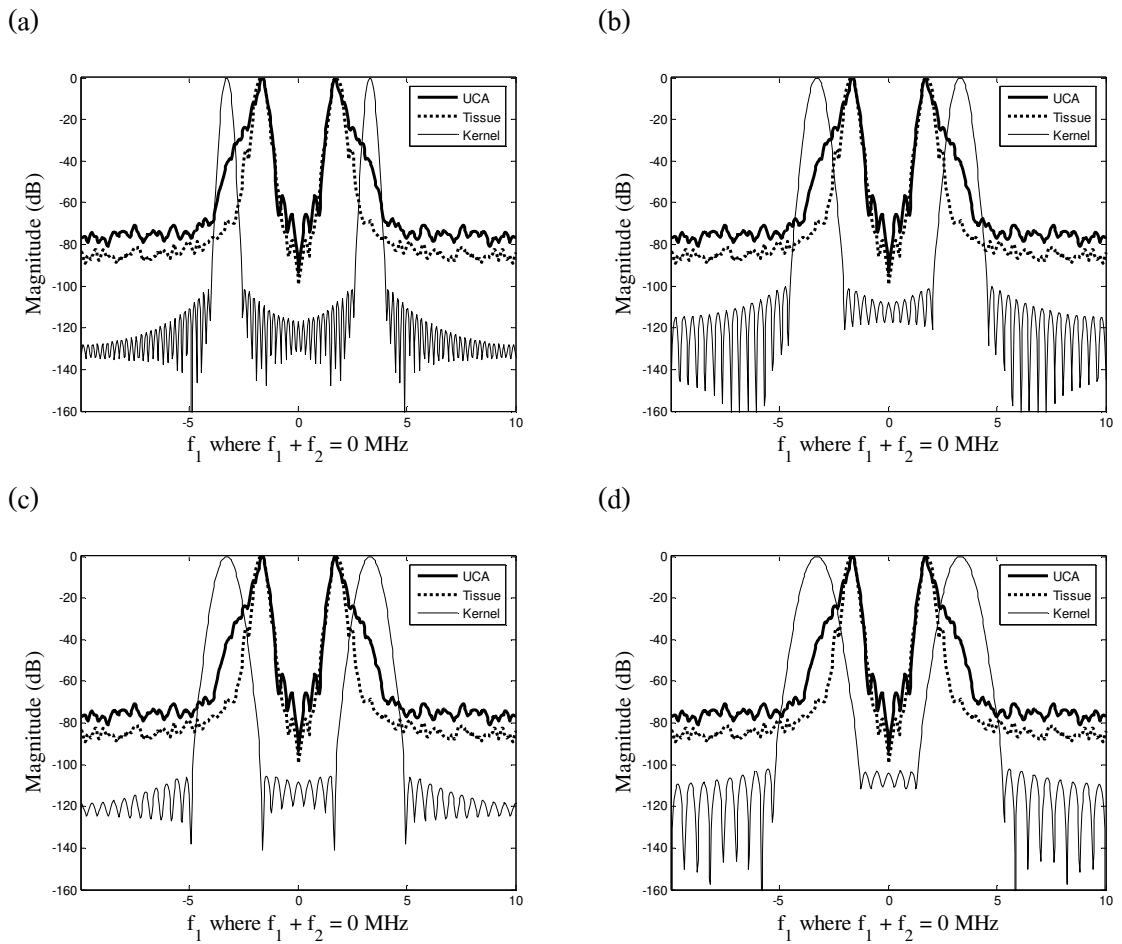 (a)
0
-20
-40
-60
-80
-100
-120
-140
-160
Magnitude (dB)
UCA
Tissue
Kernel
-5
0
5
10
f1 where f1 + f2 = 0 MHz
(b)
0
-20
-40
-60
-80
-100
-120
-140
-160
Magnitude (dB)
UCA
Tissue
Kernel
-5
0
5
10
f1 where f1 + f2 = 0 MHz
(c)
0
-20
-40
-60
-80
-100
-120
-140
-160
Magnitude (dB)
UCA
Tissue
Kernel
-5
0
5
10
f1 where f1 + f2 = 0 MHz
(d)
0
-20
-40
-60
-80
-100
-120
-140
-160
Magnitude (dB)
UCA
Tissue
Kernel
-5
0
5
10
f1 where f1 + f2 = 0 MHz